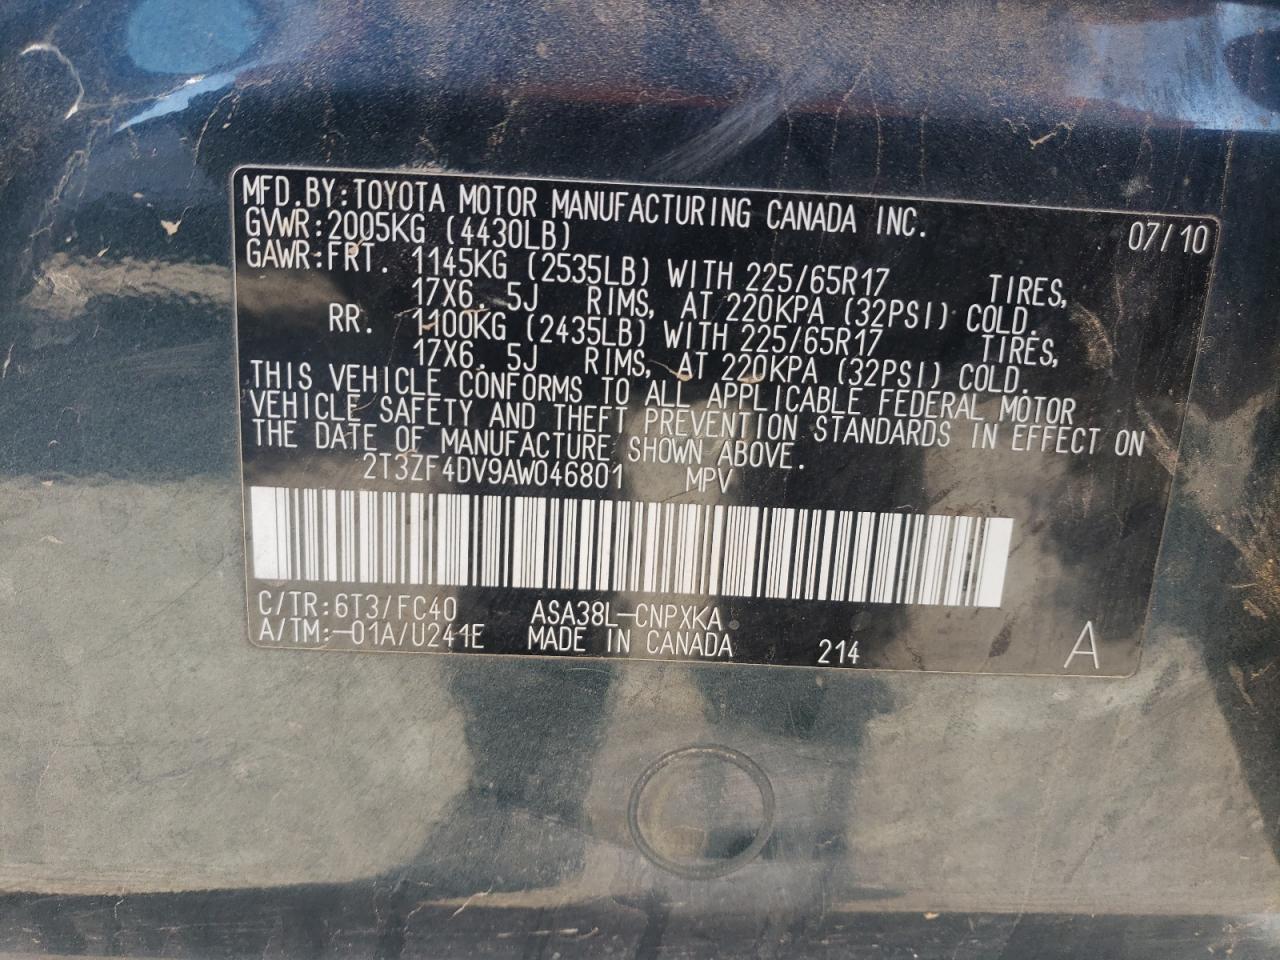 MFD.BY:TOYOTA MOTOR MANUFACTURING CANADA INC. 07/10
GVWR:2005KG (4430LB)
GAWR:FRT. 1145KG (2535LB) WITH 225/65R17 TIRES,
17X6.5J RIMS, AT 220KPA (32PSI) COLD.
RR. 1100KG (2435LB) WITH 225/65R17 TIRES,
17X6.5J RIMS, AT 220KPA (32PSI) COLD.
THIS VEHICLE CONFORMS TO ALL APPLICABLE FEDERAL MOTOR
VEHICLE SAFETY AND THEFT PREVENTION STANDARDS IN EFFECT ON
THE DATE OF MANUFACTURE SHOWN ABOVE.
2T3ZF4DV9AW046801 MPV
C/TR:6T3/FC40 ASA38L-CNPXKA
A/TM:-01A/U241E MADE IN CANADA 214 A